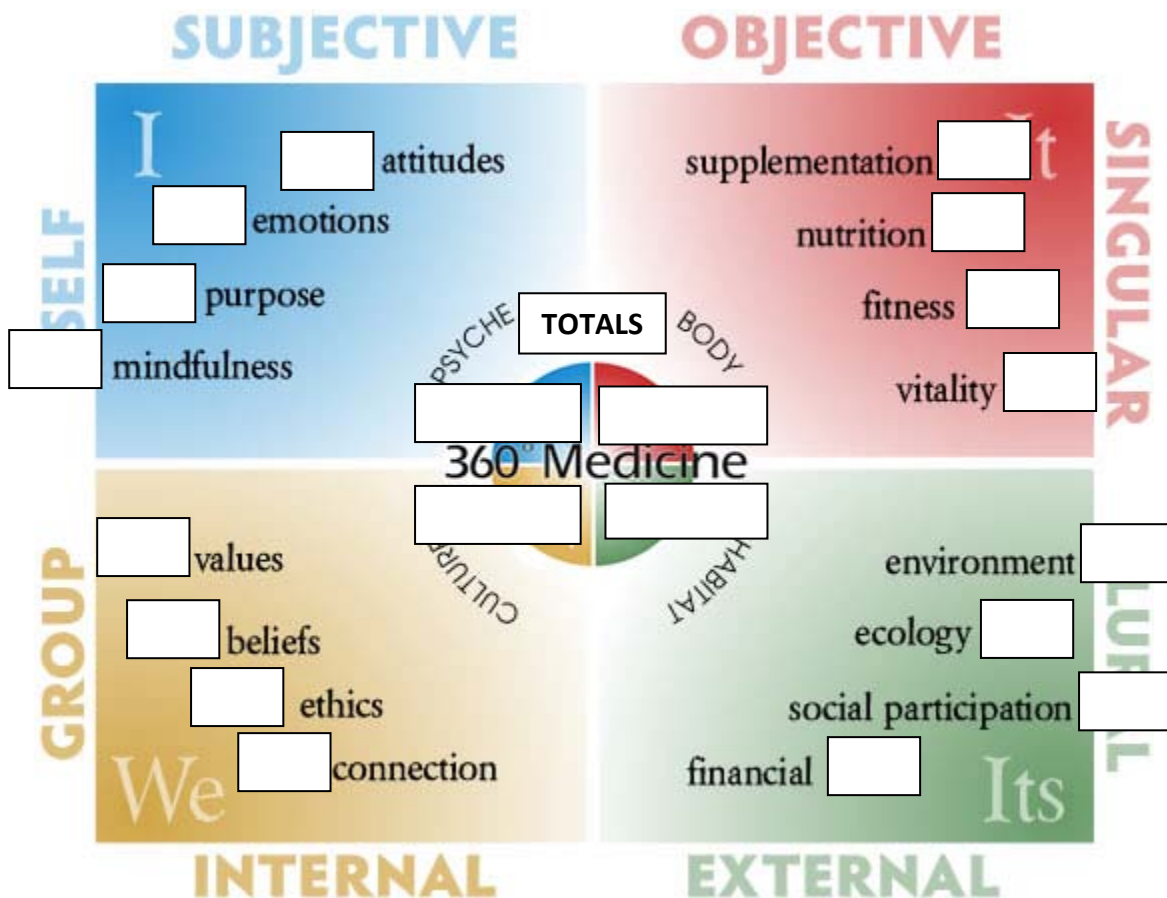 SUBJECTIVE OBJECTIVE
I
attitudes
emotions
purpose
mindfulness
SELF
supplementation
nutrition
fitness
vitality
SINGULAR
PSYCHE
TOTALS
BODY
360° Medicine
CULTURE
HABITAT
GROUP
values
beliefs
ethics
connection
We
environment
ecology
social participation
financial
Its
INTERNAL EXTERNAL